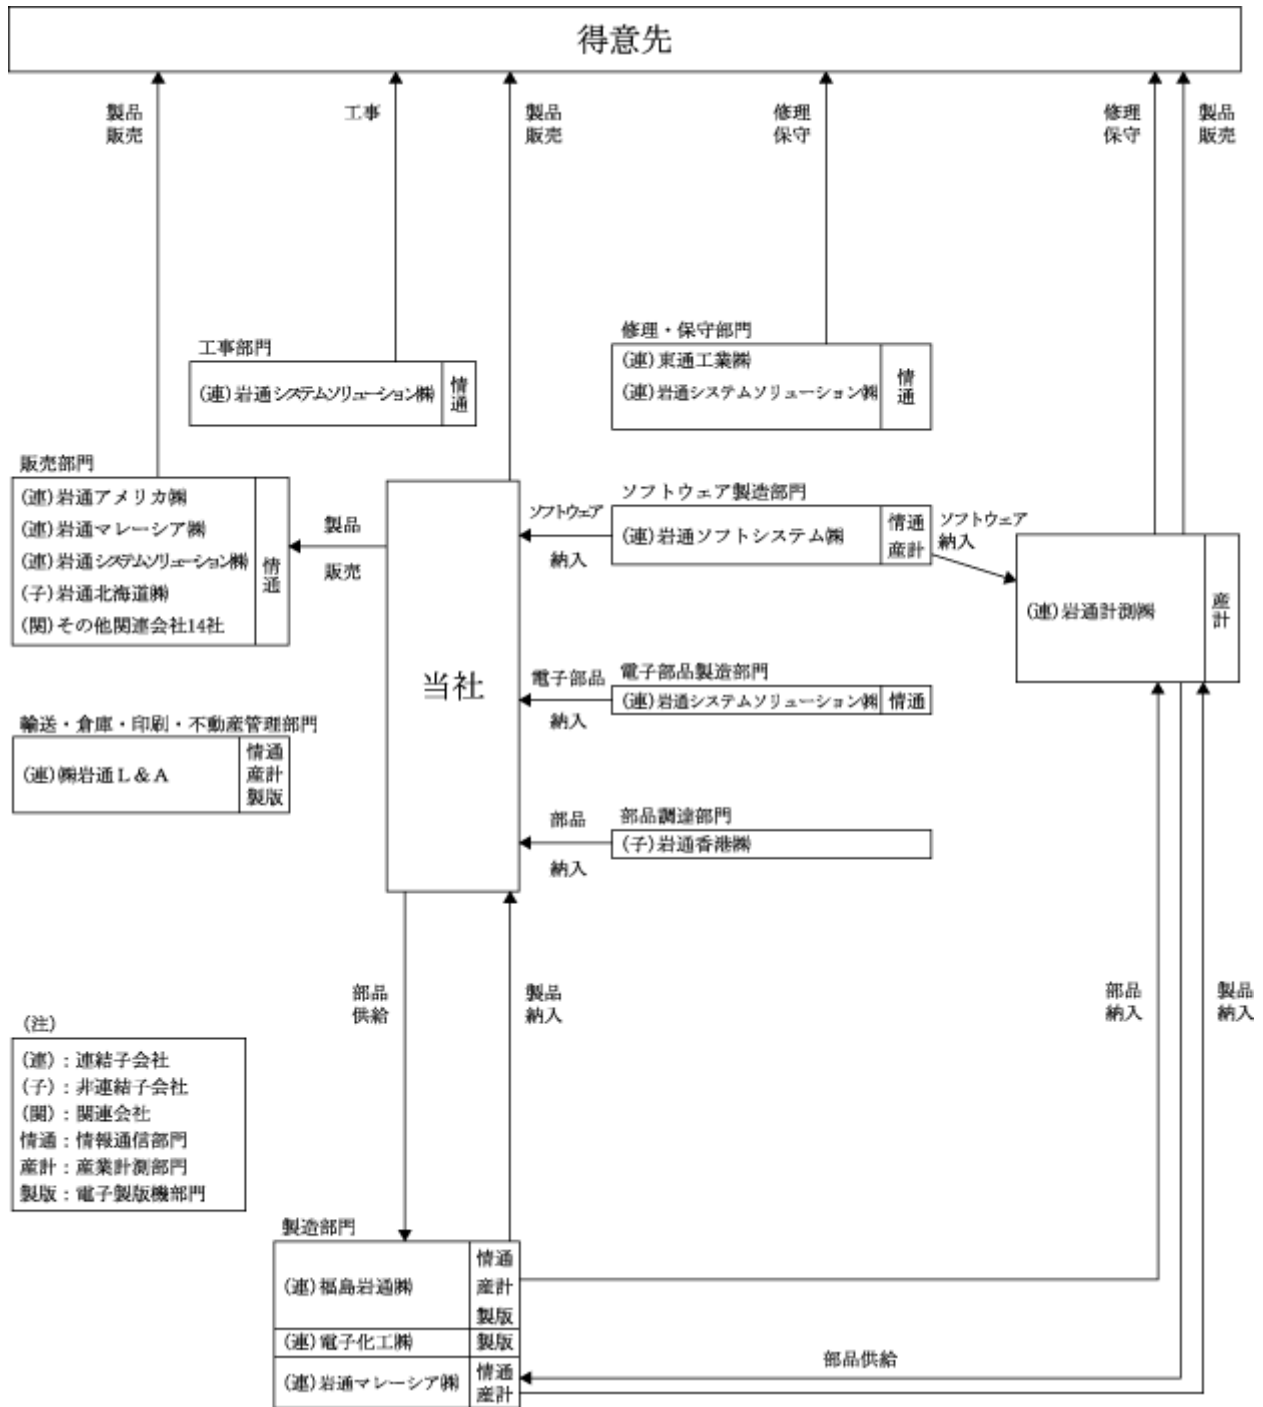 得意先
製品
販売
工事
製品
販売
修理
保守
修理
保守
製品
販売
工事部門
(連)岩通システムソリューション㈱
情通
修理・保守部門
(連)東通工業㈱
(連)岩通システムソリューション㈱
情通
販売部門
(連)岩通アメリカ㈱
(連)岩通マレーシア㈱
(連)岩通システムソリューション㈱
(子)岩通北海道㈱
(関)その他関連会社14社
情通
製品
販売
当社
ソフトウェア
納入
ソフトウェア製造部門
(連)岩通ソフトシステム㈱
情通
産計
ソフトウェア
納入
(連)岩通計測㈱
産計
電子部品
納入
電子部品製造部門
(連)岩通システムソリューション㈱
情通
輸送・倉庫・印刷・不動産管理部門
(連)㈱岩通L&A
情通
産計
製版
部品
納入
部品調達部門
(子)岩通香港㈱
部品
供給
製品
納入
部品
納入
製品
納入
(注)
(連):連結子会社
(子):非連結子会社
(関):関連会社
情通:情報通信部門
産計:産業計測部門
製版:電子製版機部門
製造部門
(連)福島岩通㈱
情通
産計
製版
(連)電子化工㈱
製版
(連)岩通マレーシア㈱
情通
産計
部品供給